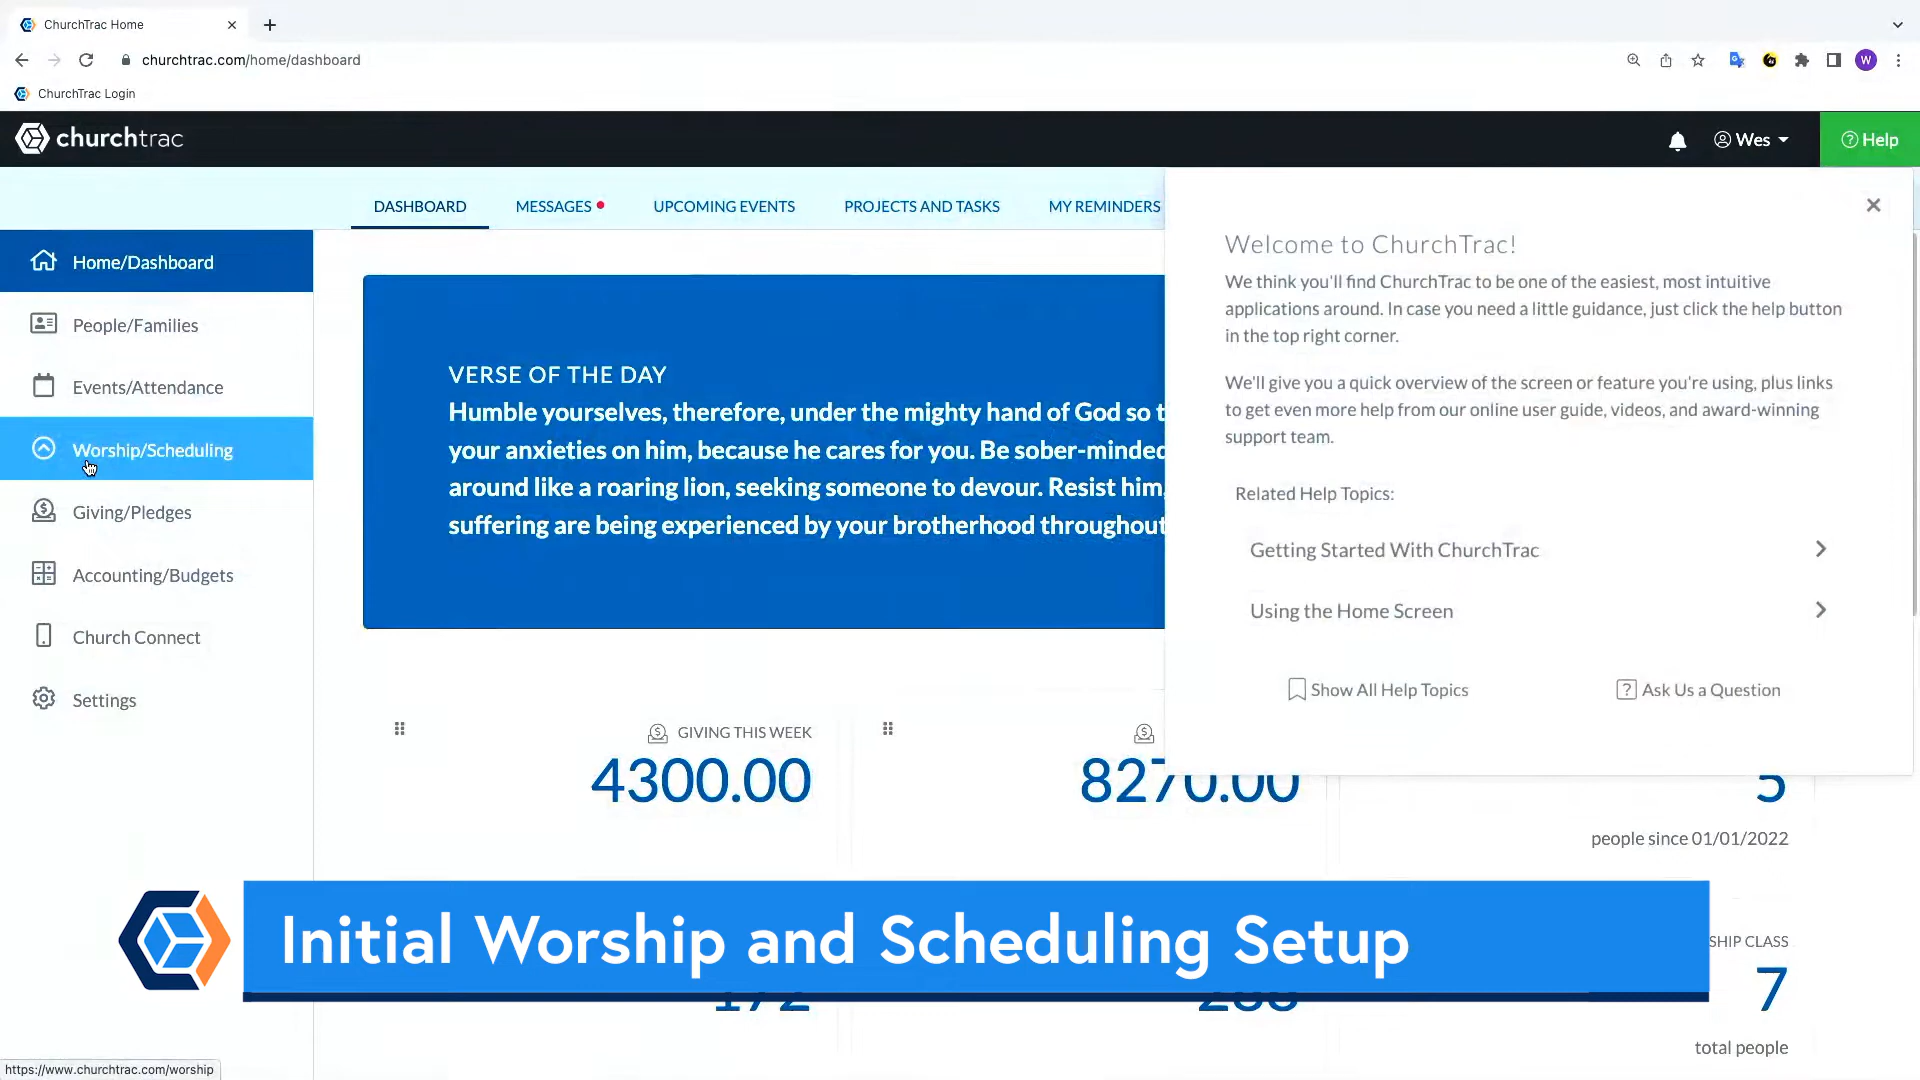 ChurchTrac Home
churchtrac.com/home/dashboard
W
ChurchTrac Login
churchtrac
Wes
Help
DASHBOARD
MESSAGES
UPCOMING EVENTS
PROJECTS AND TASKS
MY REMINDERS
Home/Dashboard
People/Families
Events/Attendance
Worship/Scheduling
Giving/Pledges
Accounting/Budgets
Church Connect
Settings
VERSE OF THE DAY
Humble yourselves, therefore, under the mighty hand of God so t
your anxieties on him, because he cares for you. Be sober-minded
around like a roaring lion, seeking someone to devour. Resist him,
suffering are being experienced by your brotherhood throughout
Welcome to ChurchTrac!
We think you'll find ChurchTrac to be one of the easiest, most intuitive
applications around. In case you need a little guidance, just click the help button
in the top right corner.
We'll give you a quick overview of the screen or feature you're using, plus links
to get even more help from our online user guide, videos, and award-winning
support team.
Related Help Topics:
Getting Started With ChurchTrac
Using the Home Screen
Show All Help Topics
Ask Us a Question
GIVING THIS WEEK
4300.00
8270.00
5
people since 01/01/2022
Initial Worship and Scheduling Setup
SHIP CLASS
7
total people
https://www.churchtrac.com/worship